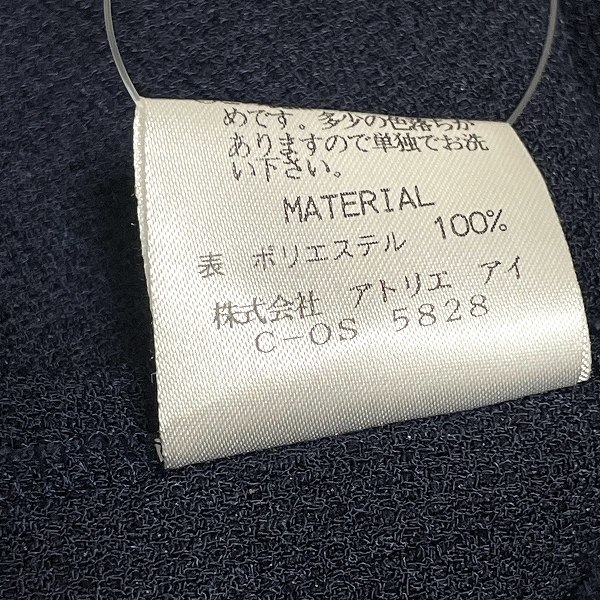 めです。多少の色落ちが
ありますので単独でお洗
い下さい。
MATERIAL
表 ポリエステル 100%
株式会社 アトリエ アイ
C-OS 5828